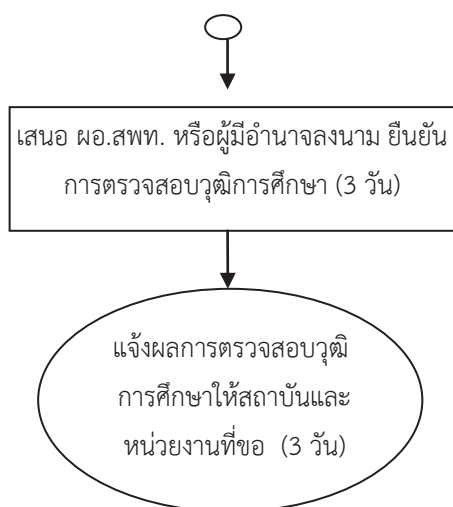 เสนอ ผอ.สพท. หรือผู้มีอำนาจลงนาม ยืนยัน
การตรวจสอบวุฒิการศึกษา (3 วัน)
แจ้งผลการตรวจสอบวุฒิ
การศึกษาให้สถาบันและ
หน่วยงานที่ขอ (3 วัน)